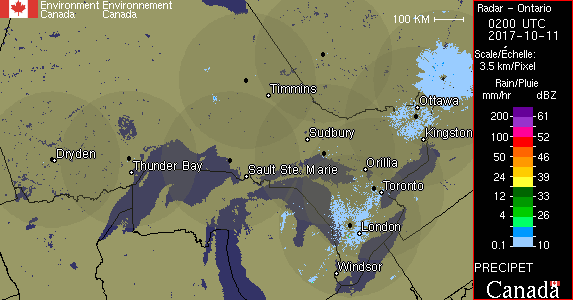 Environment Environnement
Canada Canada
100 KM
Timmins
Ottawa
Kingston
Sudbury
Dryden
Thunder Bay
Sault Ste. Marie
Orillia
Toronto
London
Windsor
Radar - Ontario
0200 UTC
2017-10-11
Scale/Échelle:
3.5 km/Pixel
Rain/Pluie
mm/hr dBZ
200 61
100 52
50 46
24 39
12 33
4 26
0.1 10
PRECIPET
Canada